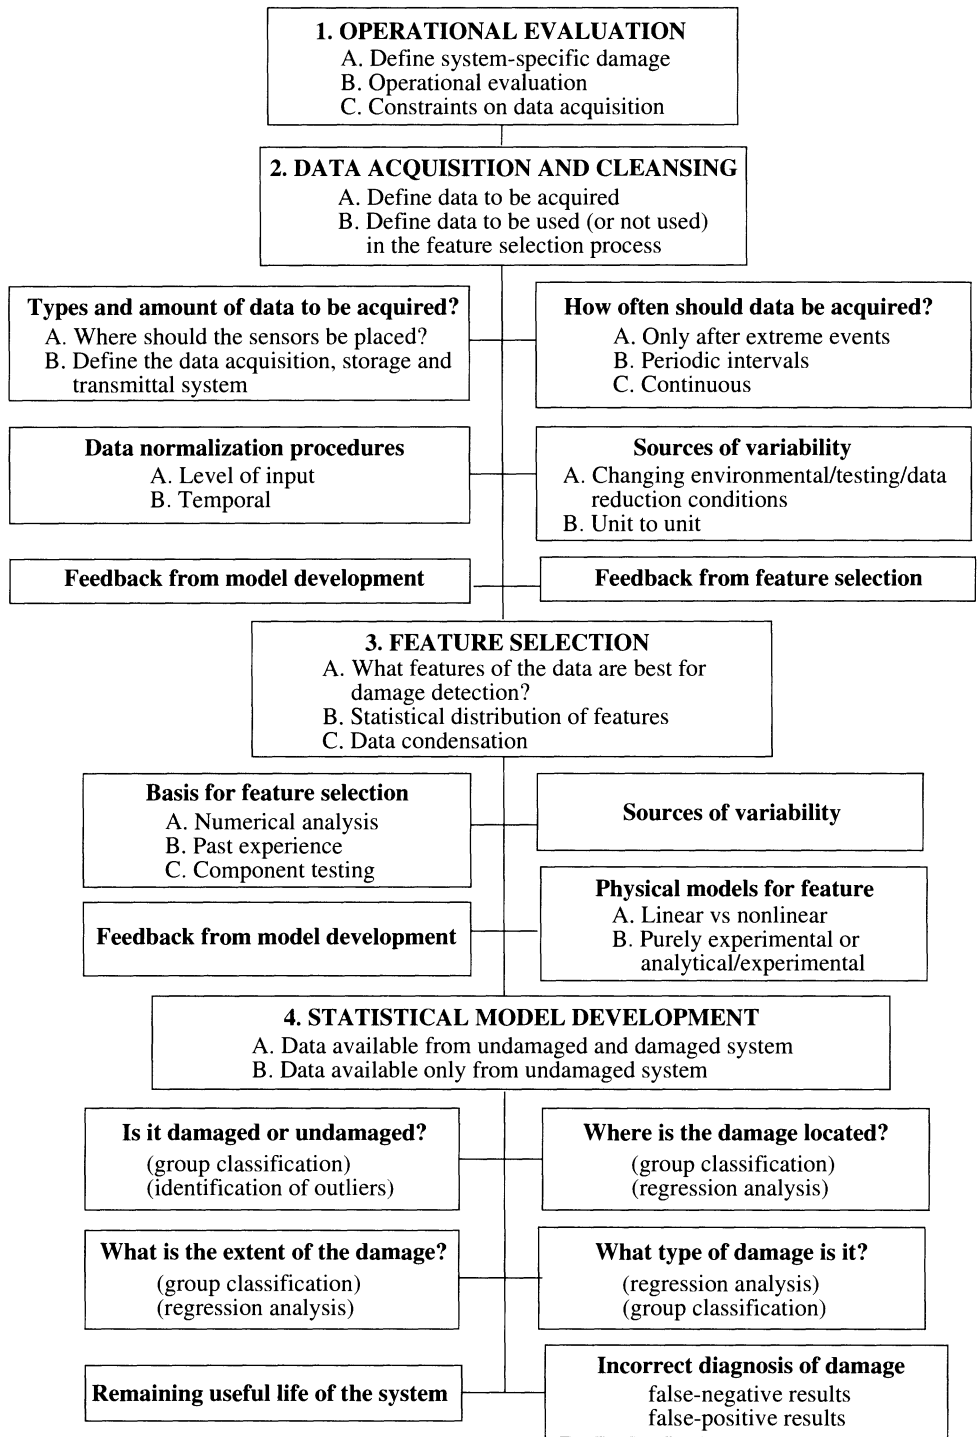 1. OPERATIONAL EVALUATION
A. Define system-specific damage
B. Operational evaluation
C. Constraints on data acquisition
2. DATA ACQUISITION AND CLEANSING
A. Define data to be acquired
B. Define data to be used (or not used)
in the feature selection process
Types and amount of data to be acquired?
A. Where should the sensors be placed?
B. Define the data acquisition, storage and
transmittal system
How often should data be acquired?
A. Only after extreme events
B. Periodic intervals
C. Continuous
Data normalization procedures
A. Level of input
B. Temporal
Sources of variability
A. Changing environmental/testing/data
reduction conditions
B. Unit to unit
Feedback from model development
Feedback from feature selection
3. FEATURE SELECTION
A. What features of the data are best for
damage detection?
B. Statistical distribution of features
C. Data condensation
Basis for feature selection
A. Numerical analysis
B. Past experience
C. Component testing
Sources of variability
Feedback from model development
Physical models for feature
A. Linear vs nonlinear
B. Purely experimental or
analytical/experimental
4. STATISTICAL MODEL DEVELOPMENT
A. Data available from undamaged and damaged system
B. Data available only from undamaged system
Is it damaged or undamaged?
(group classification)
(identification of outliers)
Where is the damage located?
(group classification)
(regression analysis)
What is the extent of the damage?
(group classification)
(regression analysis)
What type of damage is it?
(regression analysis)
(group classification)
Remaining useful life of the system
Incorrect diagnosis of damage
false-negative results
false-positive results